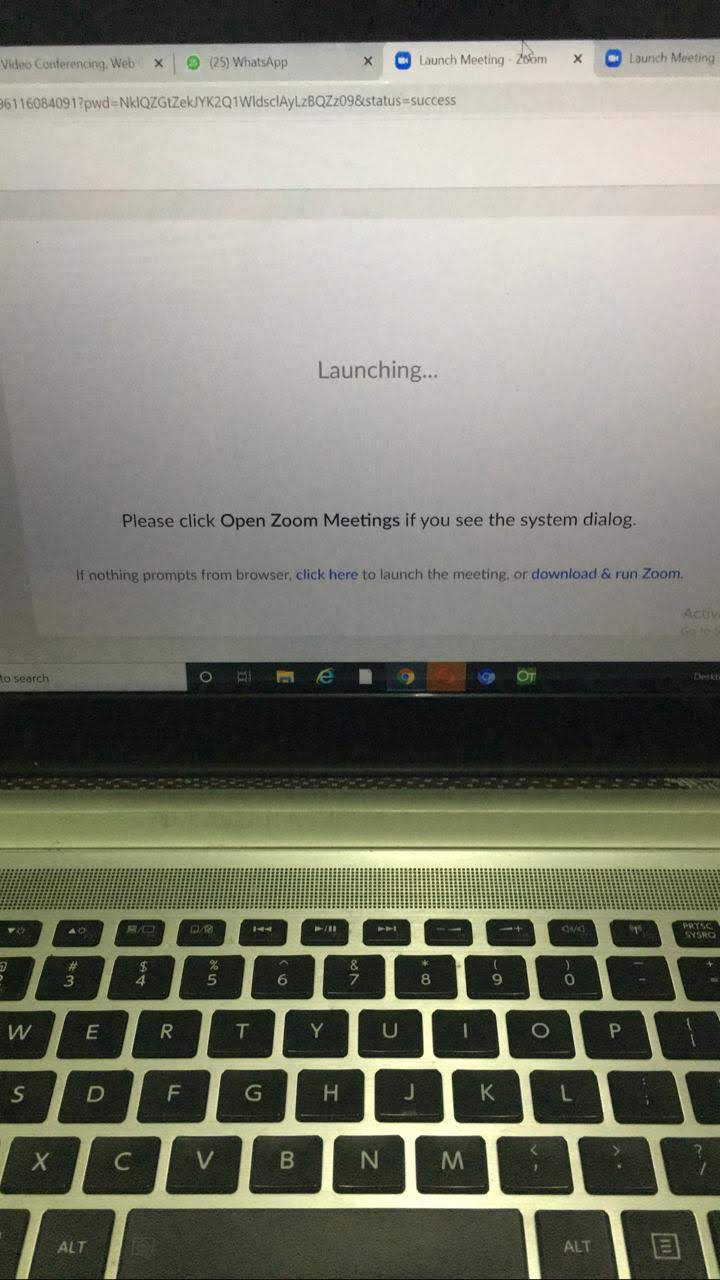 Video Conferencing, Web
(25) WhatsApp
Launch Meeting - Zoom
Launch Meeting
96116084091?pwd=NklQZGtZekJYK2Q1WldsclAyLzBQZz09&status=success
Launching...
Please click Open Zoom Meetings if you see the system dialog.
If nothing prompts from browser, click here to launch the meeting, or download & run Zoom.
Activ
Go to
to search
OT
Deskt
PRTSC
SYSRQ
# $ % ^ & * ( ) _ +
3 4 5 6 7 8 9 0 - =
W E R T Y U I O P {
[
S D F G H J K L :
;
X C V B N M < > ?
, . /
ALT ALT